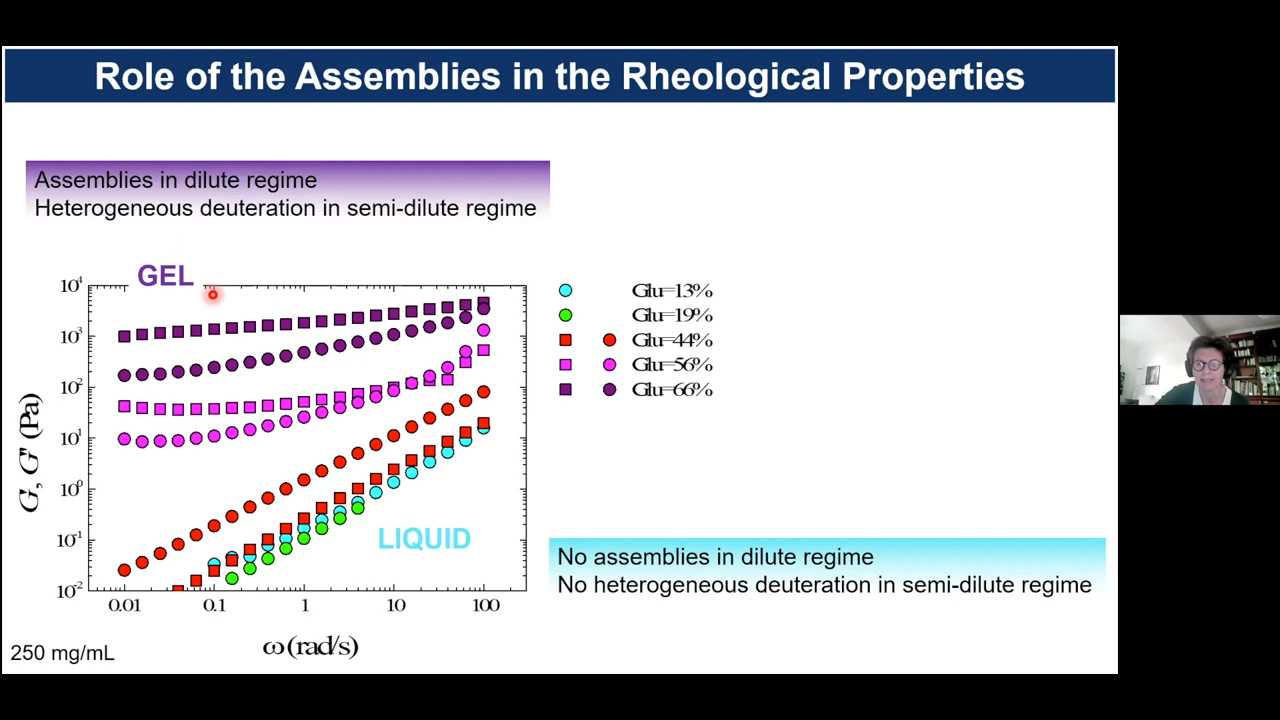 Role of the Assemblies in the Rheological Properties
Assemblies in dilute regime
Heterogeneous deuteration in semi-dilute regime
GEL
10⁴
10³
10²
10¹
10⁰
10⁻¹
10⁻²
G', G'' (Pa)
0.01 0.1 1 10 100
ω (rad/s)
LIQUID
Glu=13%
Glu=19%
Glu=44%
Glu=56%
Glu=66%
No assemblies in dilute regime
No heterogeneous deuteration in semi-dilute regime
250 mg/mL